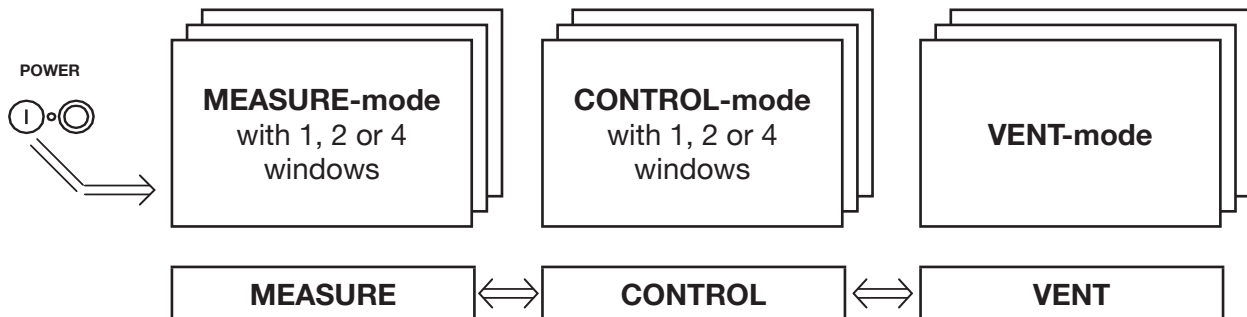 POWER
I
MEASURE-mode
with 1, 2 or 4
windows
CONTROL-mode
with 1, 2 or 4
windows
VENT-mode
MEASURE
CONTROL
VENT